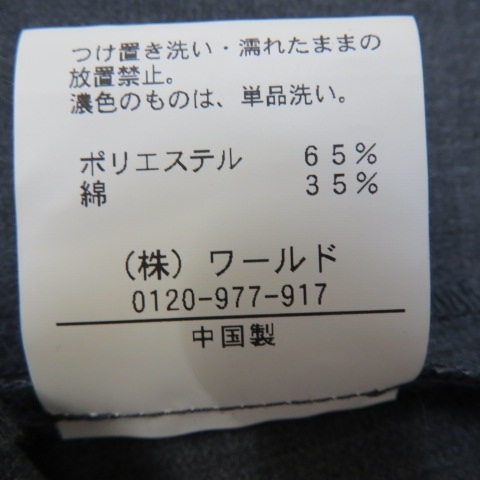 つけ置き洗い・濡れたままの
放置禁止。
濃色のものは、単品洗い。
ポリエステル 65%
綿 35%
(株)ワールド
0120-977-917
中国製